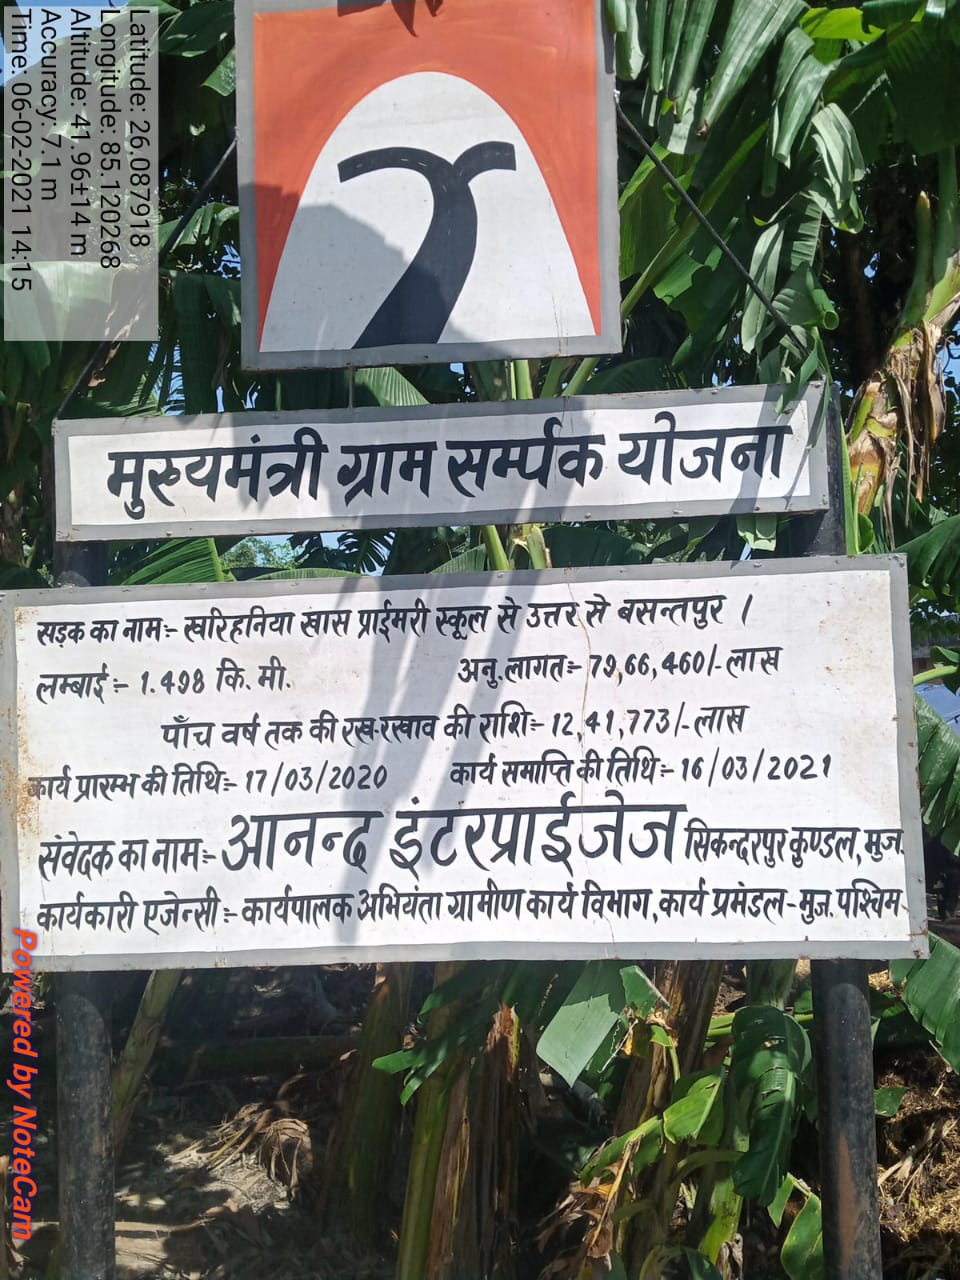 Latitude: 26.087918
Longitude: 85.120268
Altitude: 41.96±14 m
Accuracy: 7.1 m
Time: 06-02-2021 14:15
मुख्यमंत्री ग्राम सर्म्पक योजना
सड़क का नाम:- खरिहनिया खास प्राईमरी स्कूल से उत्तर से बसन्तपुर ।
लम्बाई:- 1.498 कि. मी. अनु. लागत:- 79,66,460/- लाख
पाँच वर्ष तक की रख-रखाव की राशि:- 12,41,773/- लाख
कार्य प्रारम्भ की तिथि:- 17/03/2020 कार्य समाप्ति की तिथि:- 16/03/2021
संवेदक का नाम:- आनन्द इंटरप्राईजेज सिकन्दरपुर कुण्डल, मुज.
कार्यकारी एजेन्सी:- कार्यपालक अभियंता ग्रामीण कार्य विभाग, कार्य प्रमंडल-मुज. पश्चिम
Powered by NoteCam